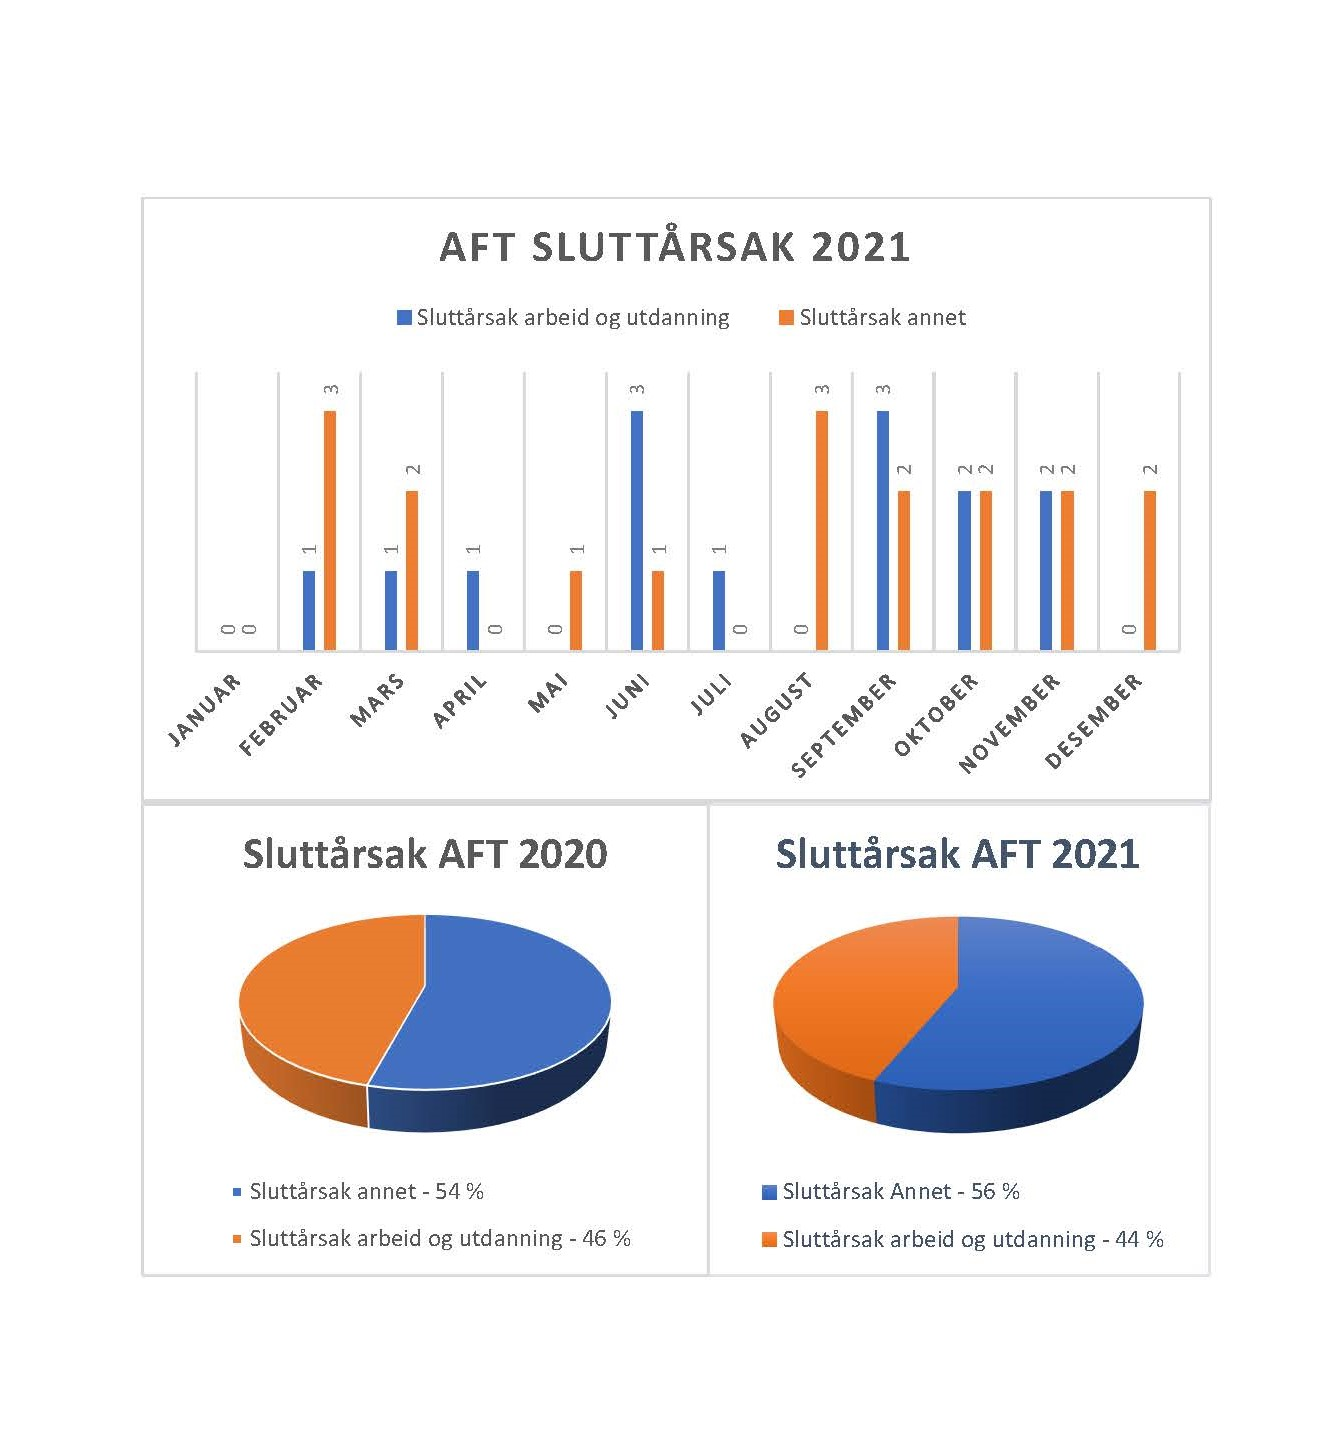 AFT SLUTTÅRSAK 2021
Sluttårsak arbeid og utdanning Sluttårsak annet
0 0 1 3 1 2 1 0 0 1 3 1 1 0 0 3 3 2 2 2 2 2 0 2
JANUAR FEBRUAR MARS APRIL MAI JUNI JULI AUGUST SEPTEMBER OKTOBER NOVEMBER DESEMBER
Sluttårsak AFT 2020
Sluttårsak annet - 54 %
Sluttårsak arbeid og utdanning - 46 %
Sluttårsak AFT 2021
Sluttårsak Annet - 56 %
Sluttårsak arbeid og utdanning - 44 %